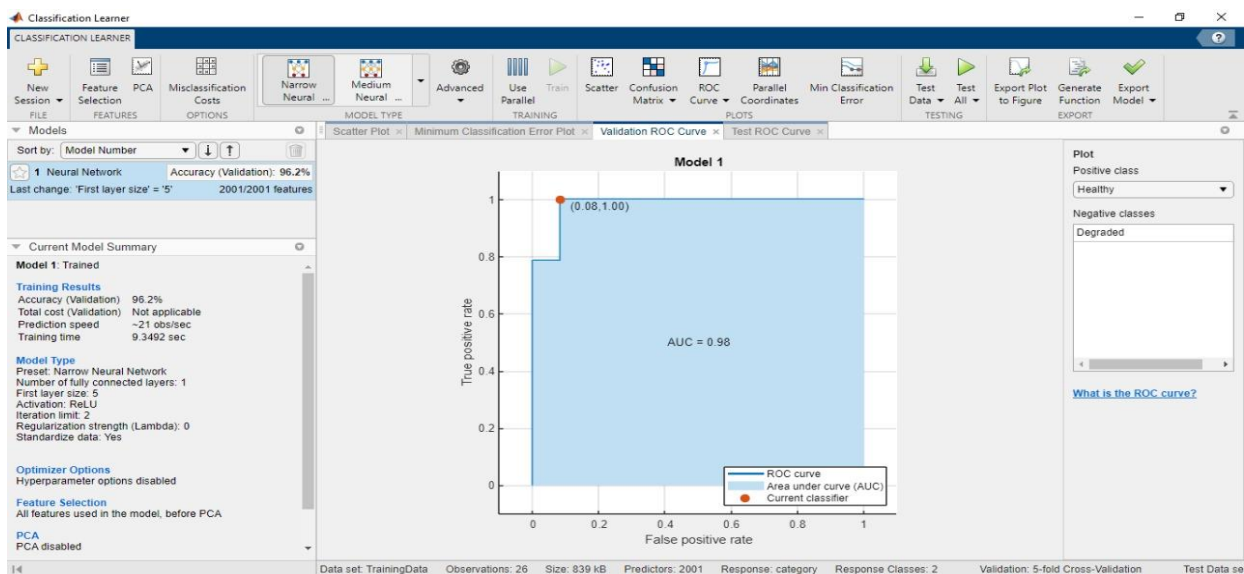 Classification Learner
CLASSIFICATION LEARNER
New Session
Feature Selection
PCA
Misclassification Costs
Narrow Neural ...
Medium Neural ...
Advanced
Use Parallel
Train
Scatter
Confusion Matrix
ROC Curve
Parallel Coordinates
Min Classification Error
Test Data
Test All
Export Plot to Figure
Generate Function
Export Model
FILE
FEATURES
OPTIONS
MODEL TYPE
TRAINING
PLOTS
TESTING
EXPORT
Models
Sort by: Model Number
1 Neural Network Accuracy (Validation): 96.2%
Last change: 'First layer size' = '5' 2001/2001 features
Current Model Summary
Model 1: Trained
Training Results
Accuracy (Validation) 96.2%
Total cost (Validation) Not applicable
Prediction speed ~21 obs/sec
Training time 9.3492 sec
Model Type
Preset: Narrow Neural Network
Number of fully connected layers: 1
First layer size: 5
Activation: ReLU
Iteration limit: 2
Regularization strength (Lambda): 0
Standardize data: Yes
Optimizer Options
Hyperparameter options disabled
Feature Selection
All features used in the model, before PCA
PCA
PCA disabled
Scatter Plot
Minimum Classification Error Plot
Validation ROC Curve
Test ROC Curve
Model 1
1
0.8
0.6
0.4
0.2
0
True positive rate
(0.08,1.00)
AUC = 0.98
ROC curve
Area under curve (AUC)
Current classifier
0 0.2 0.4 0.6 0.8 1
False positive rate
Plot
Positive class
Healthy
Negative classes
Degraded
What is the ROC curve?
Data set: TrainingData Observations: 26 Size: 839 kB Predictors: 2001 Response: category Response Classes: 2 Validation: 5-fold Cross-Validation Test Data se